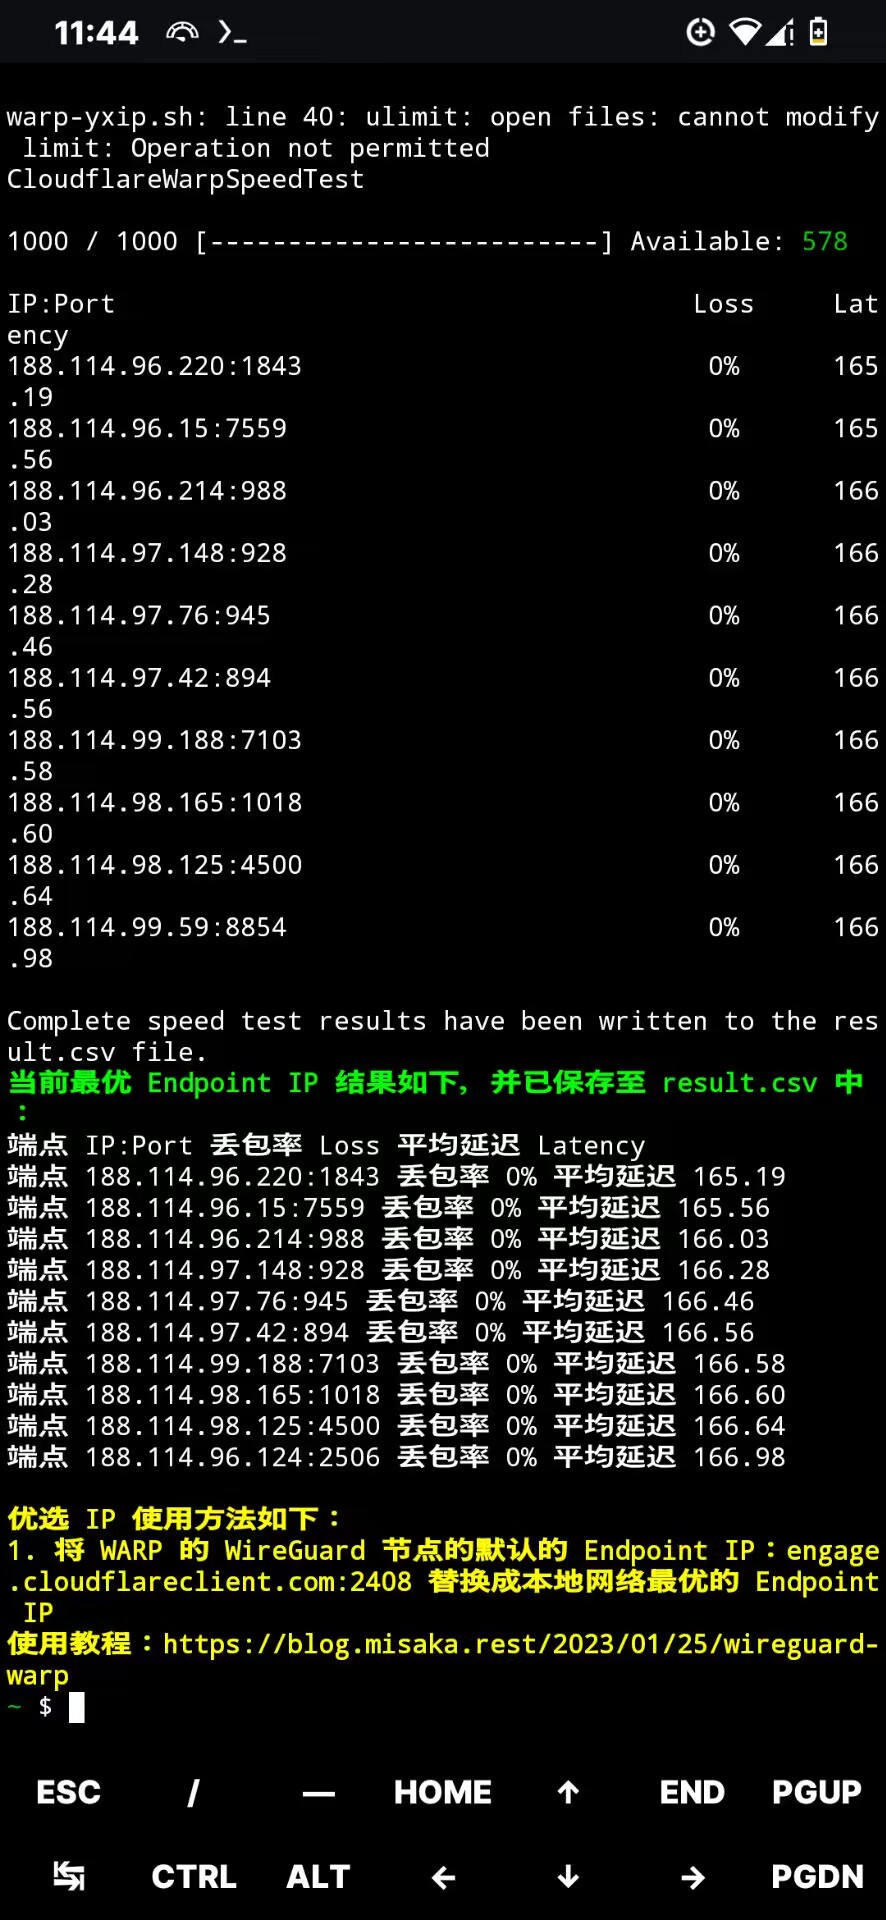 11:44
warp-yxip.sh: line 40: ulimit: open files: cannot modify
limit: Operation not permitted
CloudflareWarpSpeedTest
1000 / 1000 [-------------------------] Available: 578
IP:Port Loss Lat
ency
188.114.96.220:1843 0% 165
.19
188.114.96.15:7559 0% 165
.56
188.114.96.214:988 0% 166
.03
188.114.97.148:928 0% 166
.28
188.114.97.76:945 0% 166
.46
188.114.97.42:894 0% 166
.56
188.114.99.188:7103 0% 166
.58
188.114.98.165:1018 0% 166
.60
188.114.98.125:4500 0% 166
.64
188.114.99.59:8854 0% 166
.98
Complete speed test results have been written to the res
ult.csv file.
当前最优 Endpoint IP 结果如下，并已保存至 result.csv 中
：
端点 IP:Port 丢包率 Loss 平均延迟 Latency
端点 188.114.96.220:1843 丢包率 0% 平均延迟 165.19
端点 188.114.96.15:7559 丢包率 0% 平均延迟 165.56
端点 188.114.96.214:988 丢包率 0% 平均延迟 166.03
端点 188.114.97.148:928 丢包率 0% 平均延迟 166.28
端点 188.114.97.76:945 丢包率 0% 平均延迟 166.46
端点 188.114.97.42:894 丢包率 0% 平均延迟 166.56
端点 188.114.99.188:7103 丢包率 0% 平均延迟 166.58
端点 188.114.98.165:1018 丢包率 0% 平均延迟 166.60
端点 188.114.98.125:4500 丢包率 0% 平均延迟 166.64
端点 188.114.96.124:2506 丢包率 0% 平均延迟 166.98
优选 IP 使用方法如下：
1. 将 WARP 的 WireGuard 节点的默认的 Endpoint IP：engage
.cloudflareclient.com:2408 替换成本地网络最优的 Endpoint
IP
使用教程：https://blog.misaka.rest/2023/01/25/wireguard-
warp
~ $
ESC / — HOME ↑ END PGUP
↹ CTRL ALT ← ↓ → PGDN